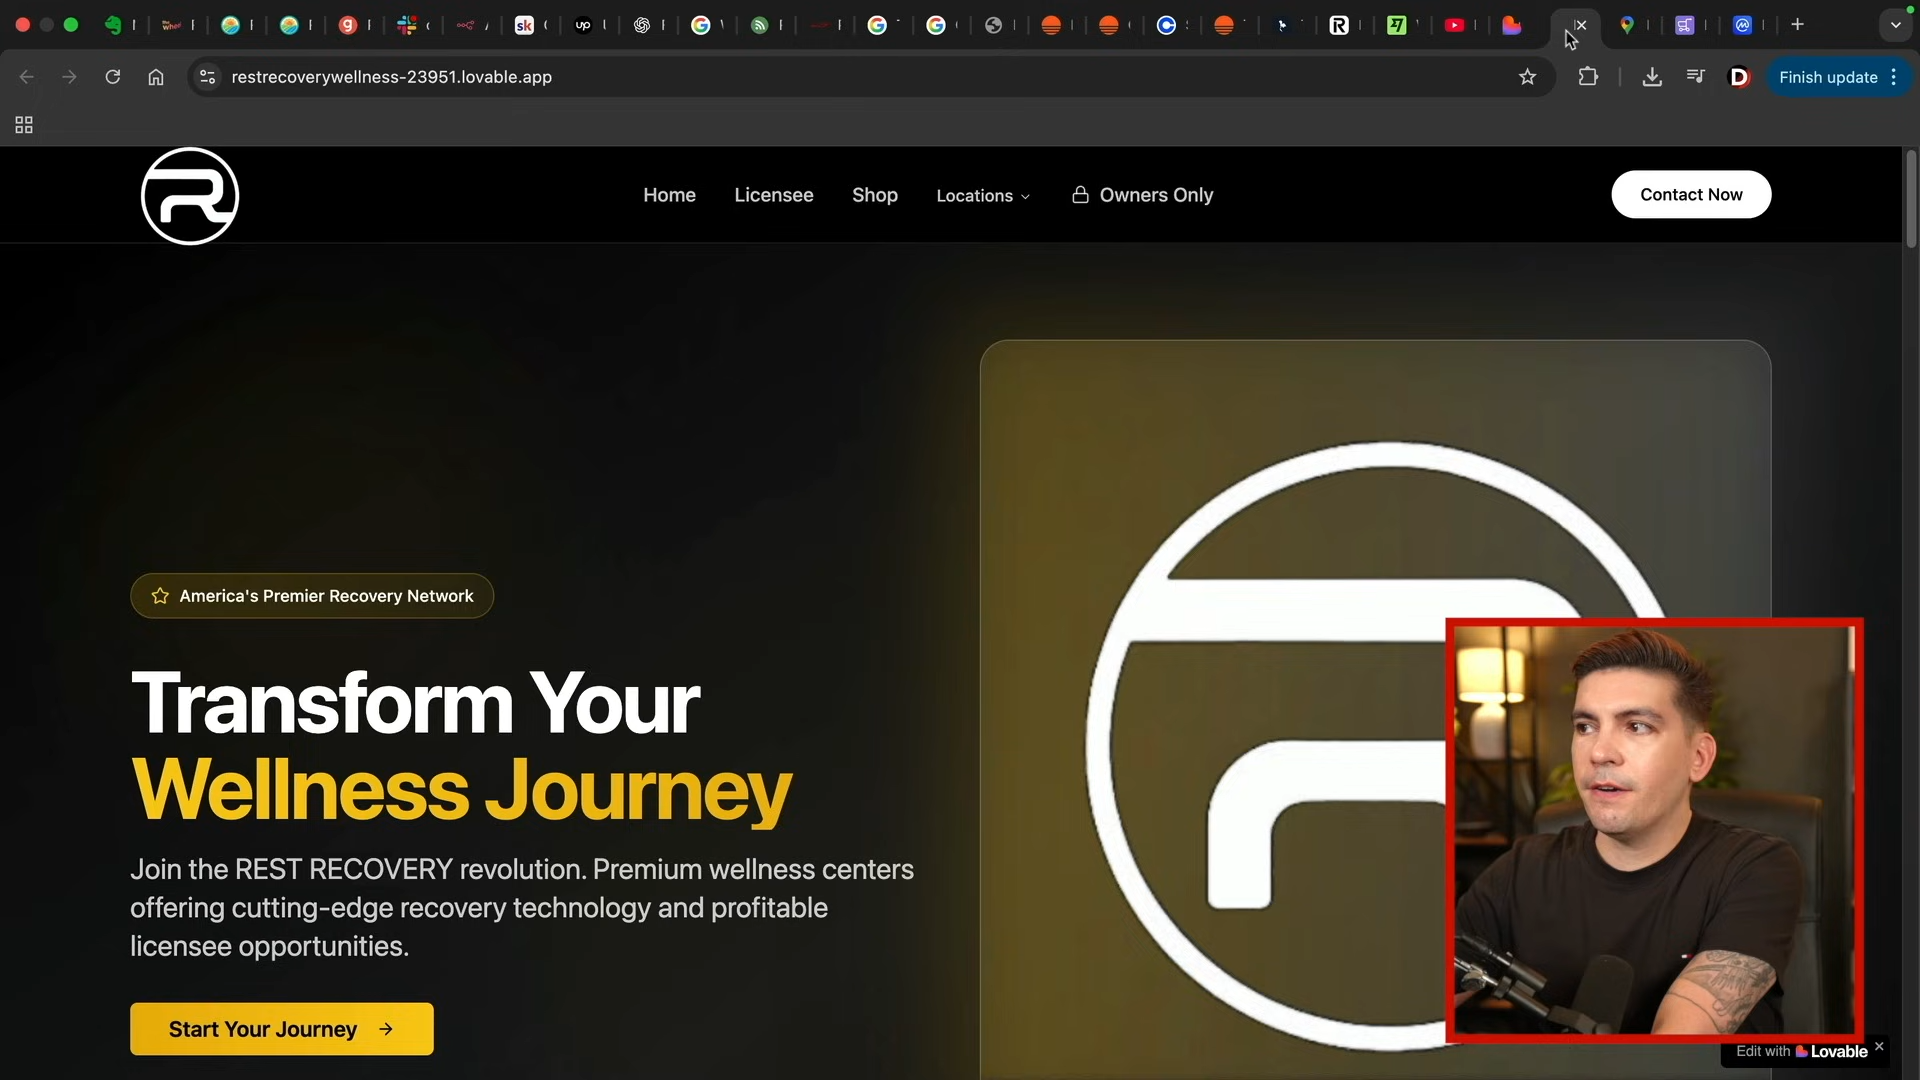 restrecoverywellness-23951.lovable.app
Finish update
Home
Licensee
Shop
Locations
Owners Only
Contact Now
America's Premier Recovery Network
Transform Your
Wellness Journey
Join the REST RECOVERY revolution. Premium wellness centers
offering cutting-edge recovery technology and profitable
licensee opportunities.
Start Your Journey
Edit with Lovable